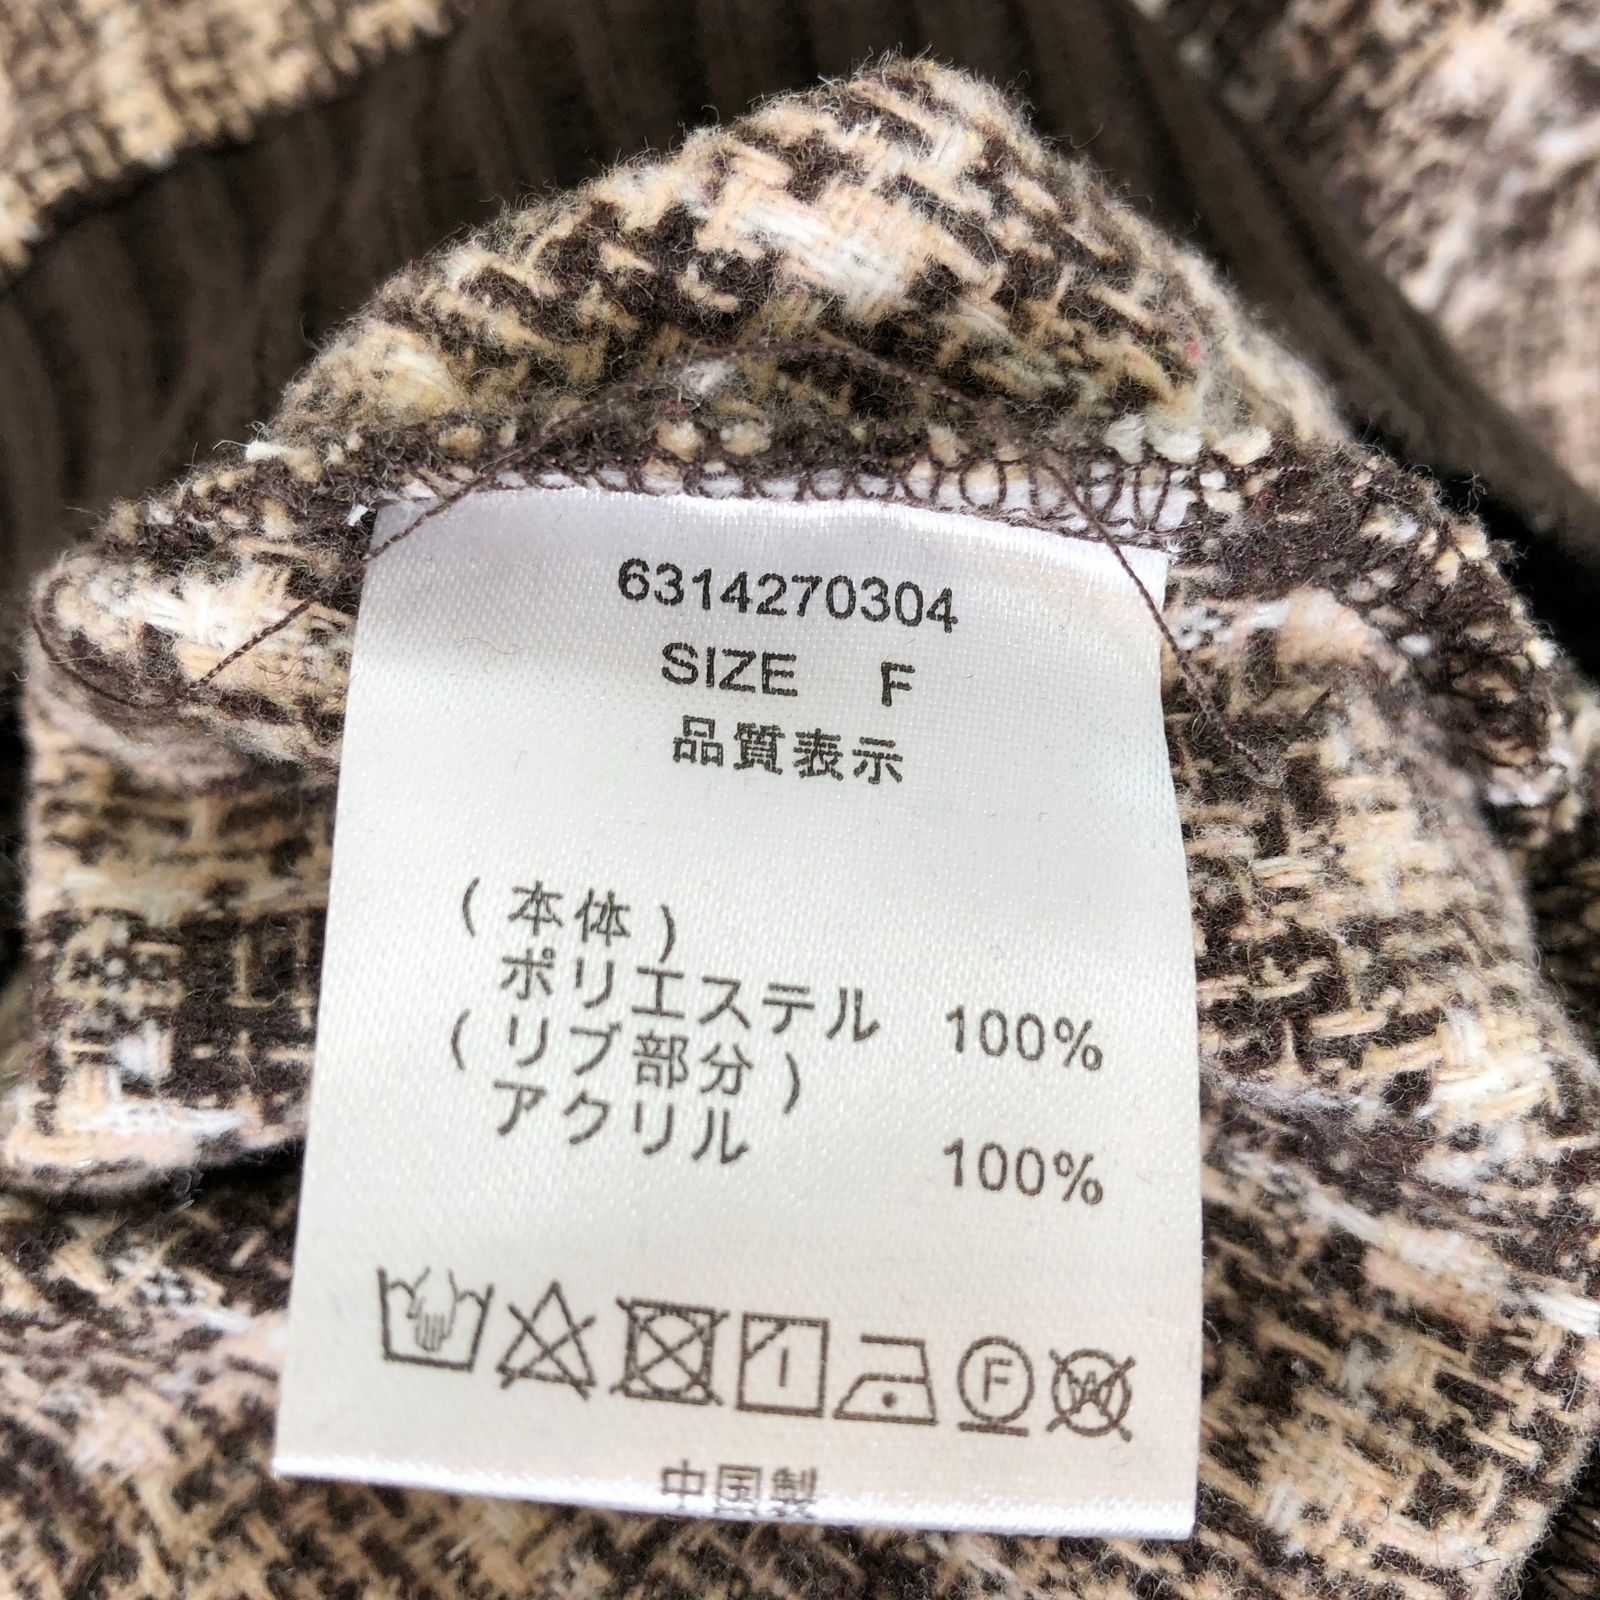 6314270304
SIZE F
品質表示
(本体)
ポリエステル 100%
(リブ部分)
アクリル 100%
F
W
中国製